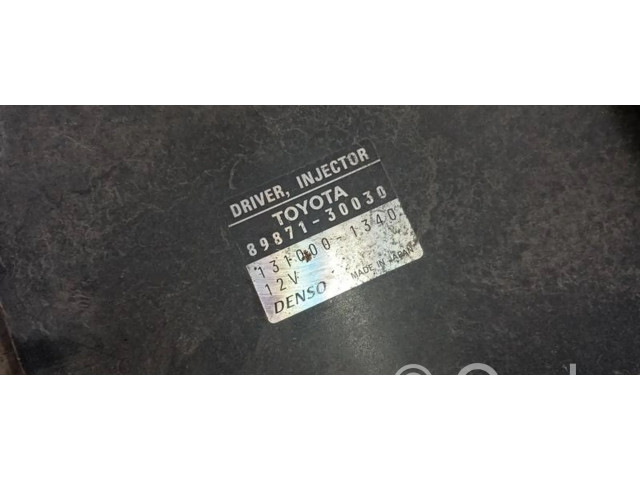 DRIVER, INJECTOR
TOYOTA
89871-30030
131000-1340
12V
MADE IN JAPAN
DENSO